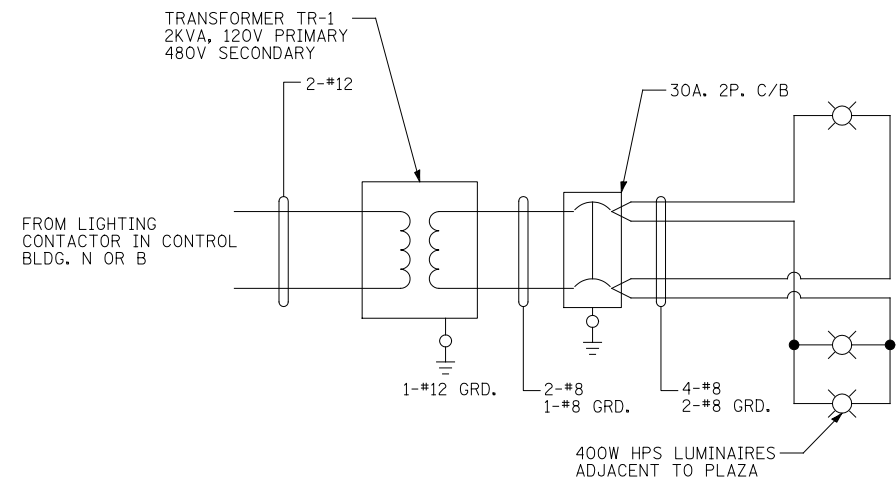 TRANSFORMER TR-1
2KVA, 120V PRIMARY
480V SECONDARY
2-#12
30A. 2P. C/B
FROM LIGHTING
CONTACTOR IN CONTROL
BLDG. N OR B
1-#12 GRD.
2-#8
1-#8 GRD.
4-#8
2-#8 GRD.
400W HPS LUMINAIRES
ADJACENT TO PLAZA